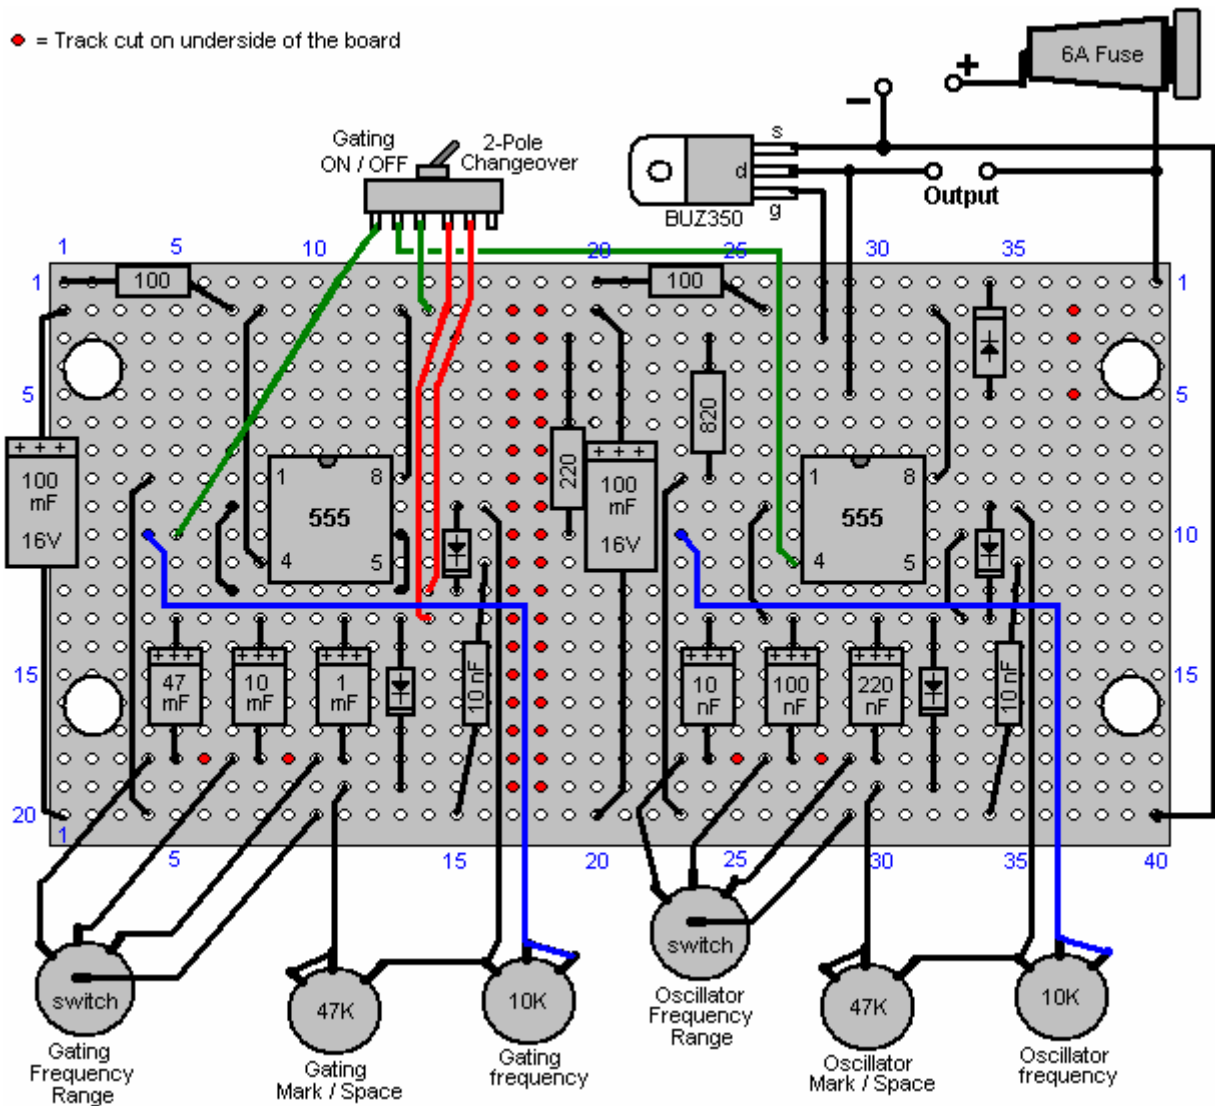 = Track cut on underside of the board
6A Fuse
+
−
Gating
ON / OFF
2-Pole
Changeover
s
d
g
BUZ350
Output
1
5
10
20
25
30
35
1
100
100
1
5
5
820
220
+ + +
100
mF
16V
1
8
555
4
5
+ + +
100
mF
16V
1
8
555
4
5
10
15
15
+++
47
mF
+++
10
mF
+++
1
mF
10 nF
+++
10
nF
+++
100
nF
+++
220
nF
10 nF
20
1
5
15
20
25
30
35
40
switch
Gating
Frequency
Range
47K
Gating
Mark / Space
10K
Gating
frequency
switch
Oscillator
Frequency
Range
47K
Oscillator
Mark / Space
10K
Oscillator
frequency